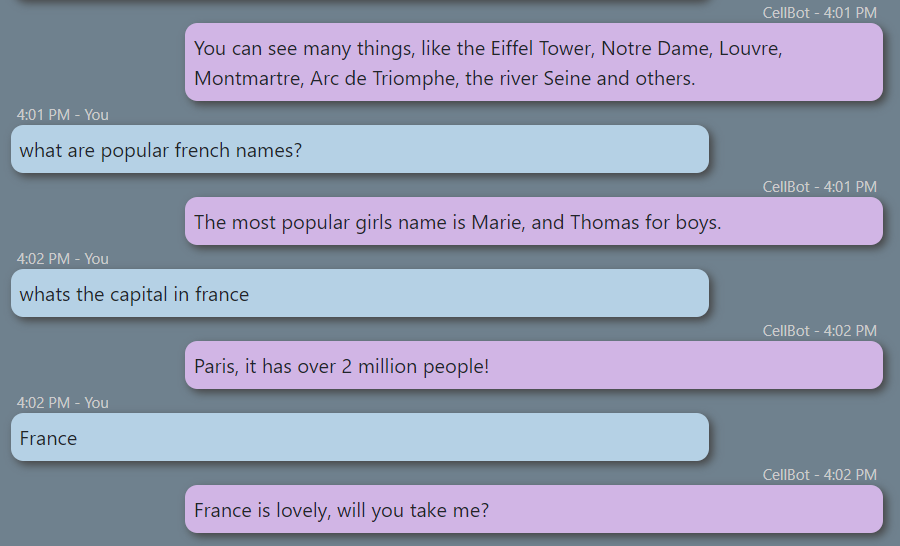 CellBot - 4:01 PM
You can see many things, like the Eiffel Tower, Notre Dame, Louvre,
Montmartre, Arc de Triomphe, the river Seine and others.
4:01 PM - You
what are popular french names?
CellBot - 4:01 PM
The most popular girls name is Marie, and Thomas for boys.
4:02 PM - You
whats the capital in france
CellBot - 4:02 PM
Paris, it has over 2 million people!
4:02 PM - You
France
CellBot - 4:02 PM
France is lovely, will you take me?